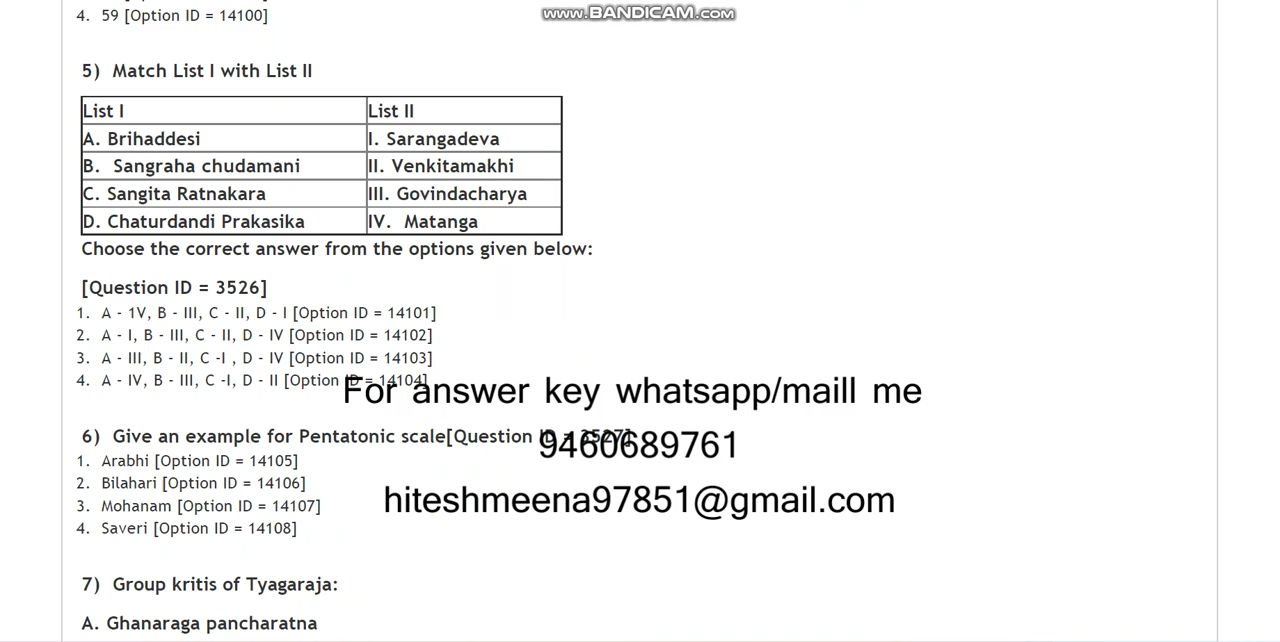 4. 59 [Option ID = 14100]
www.BANDICAM.com
5) Match List I with List II
List I List II
A. Brihaddesi I. Sarangadeva
B. Sangraha chudamani II. Venkitamakhi
C. Sangita Ratnakara III. Govindacharya
D. Chaturdandi Prakasika IV. Matanga
Choose the correct answer from the options given below:
[Question ID = 3526]
1. A - 1V, B - III, C - II, D - I [Option ID = 14101]
2. A - I, B - III, C - II, D - IV [Option ID = 14102]
3. A - III, B - II, C -I , D - IV [Option ID = 14103]
4. A - IV, B - III, C -I, D - II [Option ID = 14104]
For answer key whatsapp/maill me
6) Give an example for Pentatonic scale[Question ID = 3527]
9460689761
1. Arabhi [Option ID = 14105]
2. Bilahari [Option ID = 14106]
3. Mohanam [Option ID = 14107]
hiteshmeena97851@gmail.com
4. Saveri [Option ID = 14108]
7) Group kritis of Tyagaraja:
A. Ghanaraga pancharatna